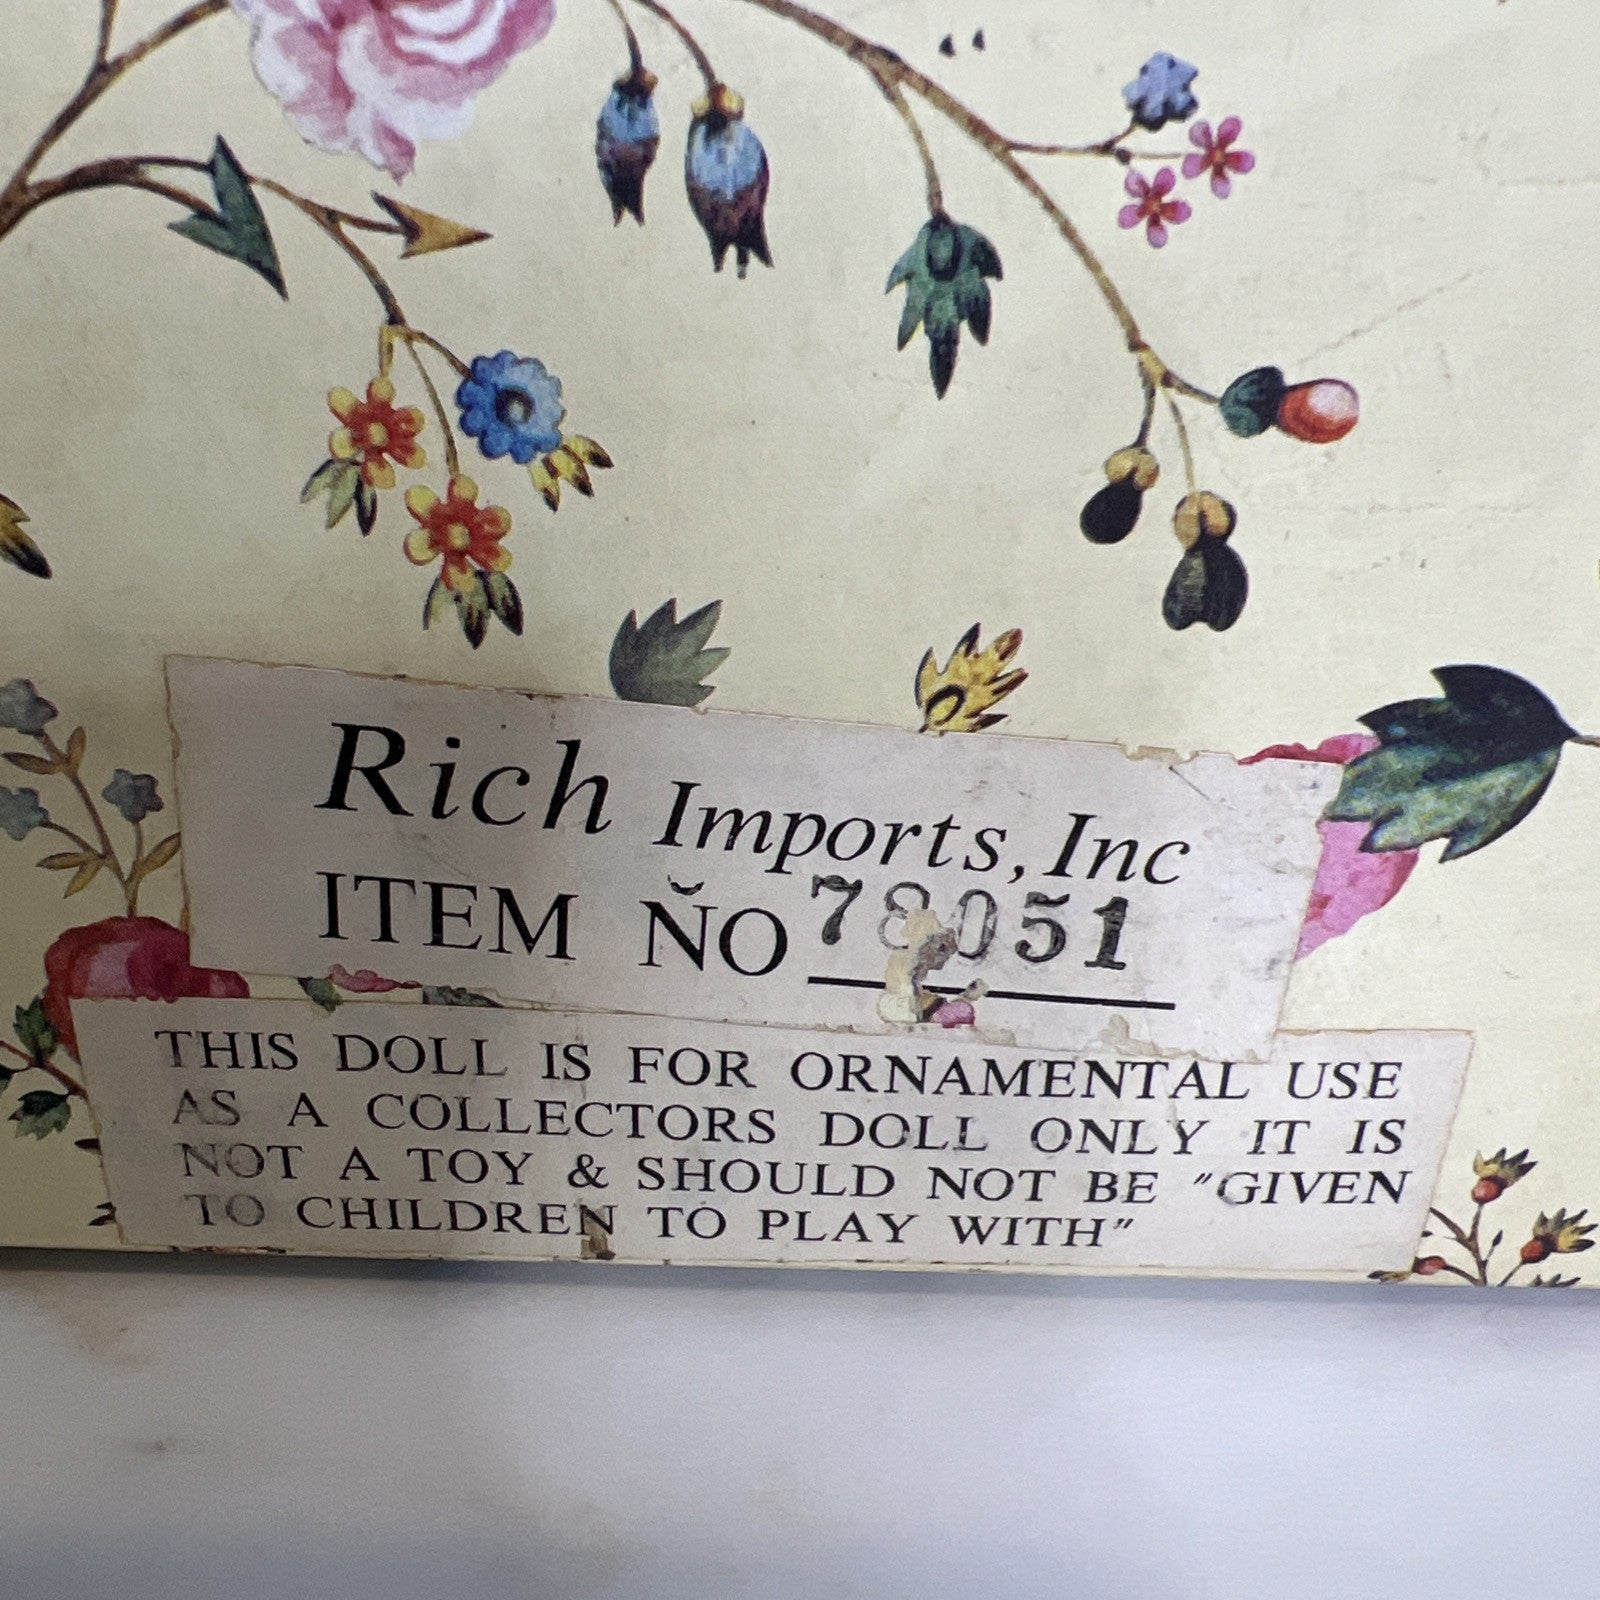 Rich Imports, Inc
ITEM ÑO 78051
THIS DOLL IS FOR ORNAMENTAL USE
AS A COLLECTORS DOLL ONLY IT IS
NOT A TOY & SHOULD NOT BE "GIVEN
TO CHILDREN TO PLAY WITH"